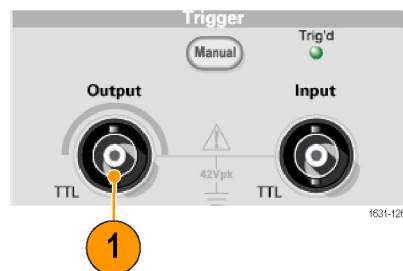 Trigger
Manual
Trig'd
Output
Input
42Vpk
TTL
TTL
1631-126
1